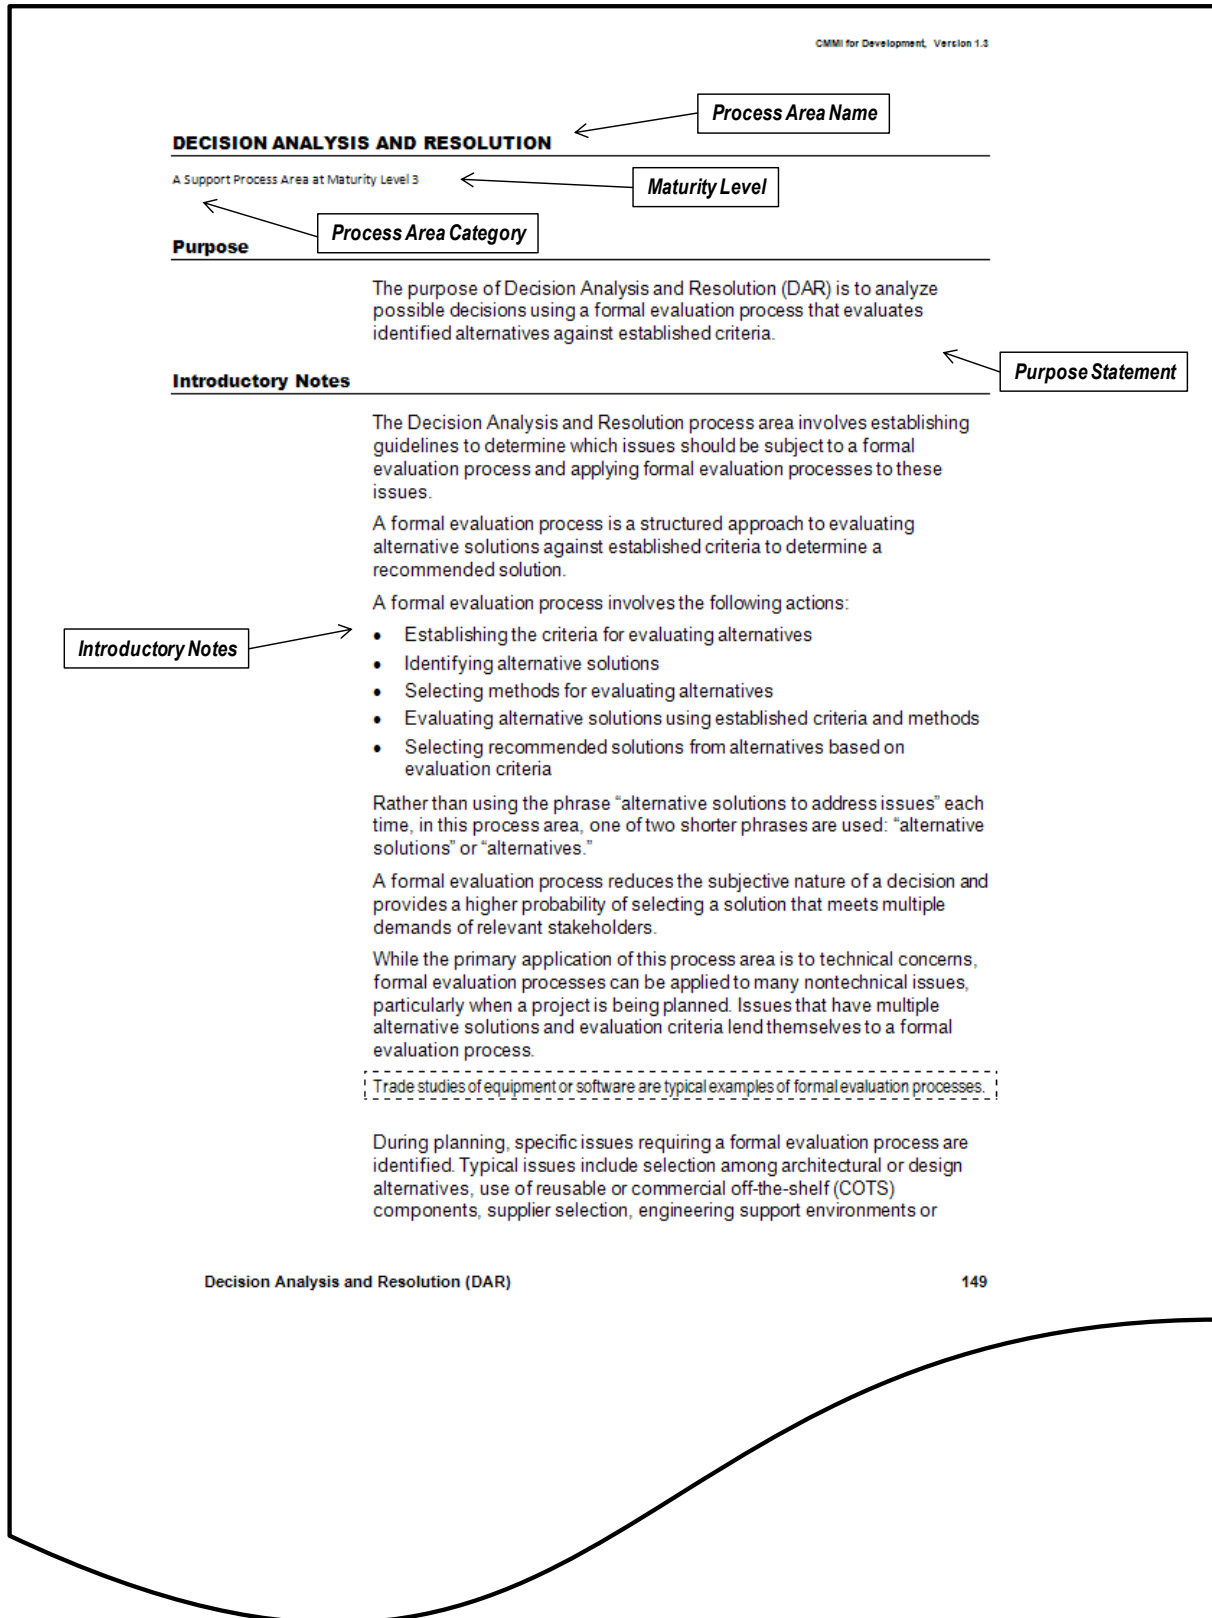 CMMI for Development, Version 1.3
Process Area Name
DECISION ANALYSIS AND RESOLUTION
A Support Process Area at Maturity Level 3
Maturity Level
Process Area Category
Purpose
The purpose of Decision Analysis and Resolution (DAR) is to analyze
possible decisions using a formal evaluation process that evaluates
identified alternatives against established criteria.
Purpose Statement
Introductory Notes
The Decision Analysis and Resolution process area involves establishing
guidelines to determine which issues should be subject to a formal
evaluation process and applying formal evaluation processes to these
issues.
A formal evaluation process is a structured approach to evaluating
alternative solutions against established criteria to determine a
recommended solution.
A formal evaluation process involves the following actions:
Introductory Notes
• Establishing the criteria for evaluating alternatives
• Identifying alternative solutions
• Selecting methods for evaluating alternatives
• Evaluating alternative solutions using established criteria and methods
• Selecting recommended solutions from alternatives based on
evaluation criteria
Rather than using the phrase “alternative solutions to address issues” each
time, in this process area, one of two shorter phrases are used: “alternative
solutions” or “alternatives.”
A formal evaluation process reduces the subjective nature of a decision and
provides a higher probability of selecting a solution that meets multiple
demands of relevant stakeholders.
While the primary application of this process area is to technical concerns,
formal evaluation processes can be applied to many nontechnical issues,
particularly when a project is being planned. Issues that have multiple
alternative solutions and evaluation criteria lend themselves to a formal
evaluation process.
Trade studies of equipment or software are typical examples of formal evaluation processes.
During planning, specific issues requiring a formal evaluation process are
identified. Typical issues include selection among architectural or design
alternatives, use of reusable or commercial off-the-shelf (COTS)
components, supplier selection, engineering support environments or
Decision Analysis and Resolution (DAR) 149